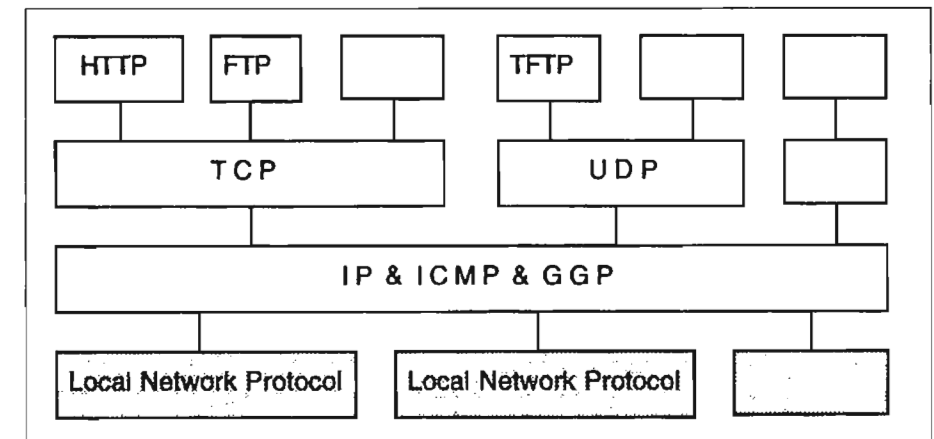 HTTP
FTP
TFTP
TCP
UDP
IP & ICMP & GGP
Local Network Protocol
Local Network Protocol